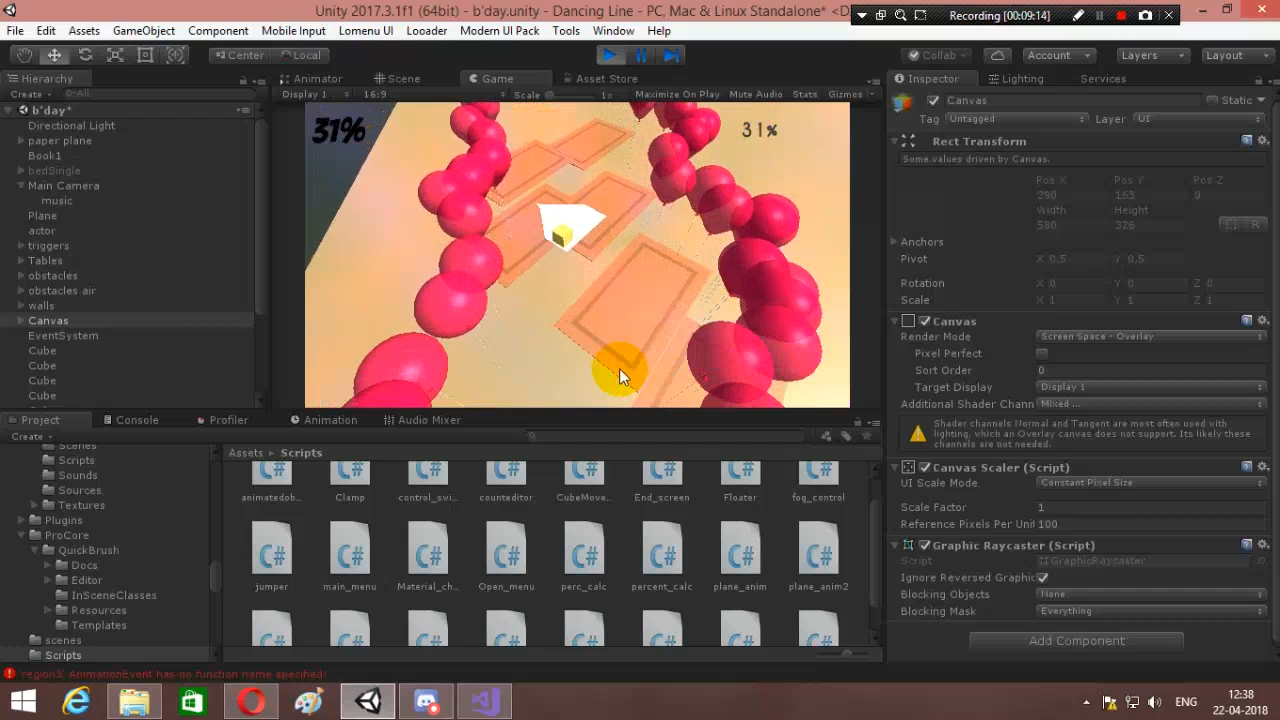 Unity 2017.3.1f1 (64bit) - b'day.unity - Dancing Line - PC, Mac & Linux Standalone* <D
Recording [00:09:14]
File Edit Assets GameObject Component Mobile Input Lomenu UI Loader Modern UI Pack Tools Window Help
Center Local
Collab Account Layers Layout
Hierarchy
Create All
b'day*
Directional Light
paper plane
Book1
bedSingle
Main Camera
music
Plane
actor
triggers
Tables
obstacles
obstacles air
walls
Canvas
EventSystem
Cube
Cube
Cube
Cube
Animator Scene Game Asset Store
Display 1 16:9 Scale 1x Maximize On Play Mute Audio Stats Gizmos
31% 31%
Inspector Lighting Services
Canvas Static
Tag Untagged Layer UI
Rect Transform
Some values driven by Canvas.
Pos X Pos Y Pos Z
290 163 0
Width Height
580 326
R
Anchors
Pivot X 0.5 Y 0.5
Rotation X 0 Y 0 Z 0
Scale X 1 Y 1 Z 1
Canvas
Render Mode Screen Space - Overlay
Pixel Perfect
Sort Order 0
Target Display Display 1
Additional Shader Chann Mixed ...
Shader channels Normal and Tangent are most often used with
lighting, which an Overlay canvas does not support. Its likely these
channels are not needed.
Canvas Scaler (Script)
UI Scale Mode Constant Pixel Size
Scale Factor 1
Reference Pixels Per Unit 100
Graphic Raycaster (Script)
Script GraphicRaycaster
Ignore Reversed Graphic
Blocking Objects None
Blocking Mask Everything
Add Component
Project Console Profiler Animation Audio Mixer
Create
Scenes
Scripts
Sounds
Sources
Textures
Plugins
ProCore
QuickBrush
Docs
Editor
InSceneClasses
Resources
Templates
scenes
Scripts
Assets Scripts
animatedob... Clamp control_swi... counteditor CubeMove... End_screen Floater fog_control
C# C# C# C# C# C# C# C#
jumper main_menu Material_ch... Open_menu perc_calc percent_calc plane_anim plane_anim2
'region3' AnimationEvent has no function name specified!
ENG
12:38
22-04-2018